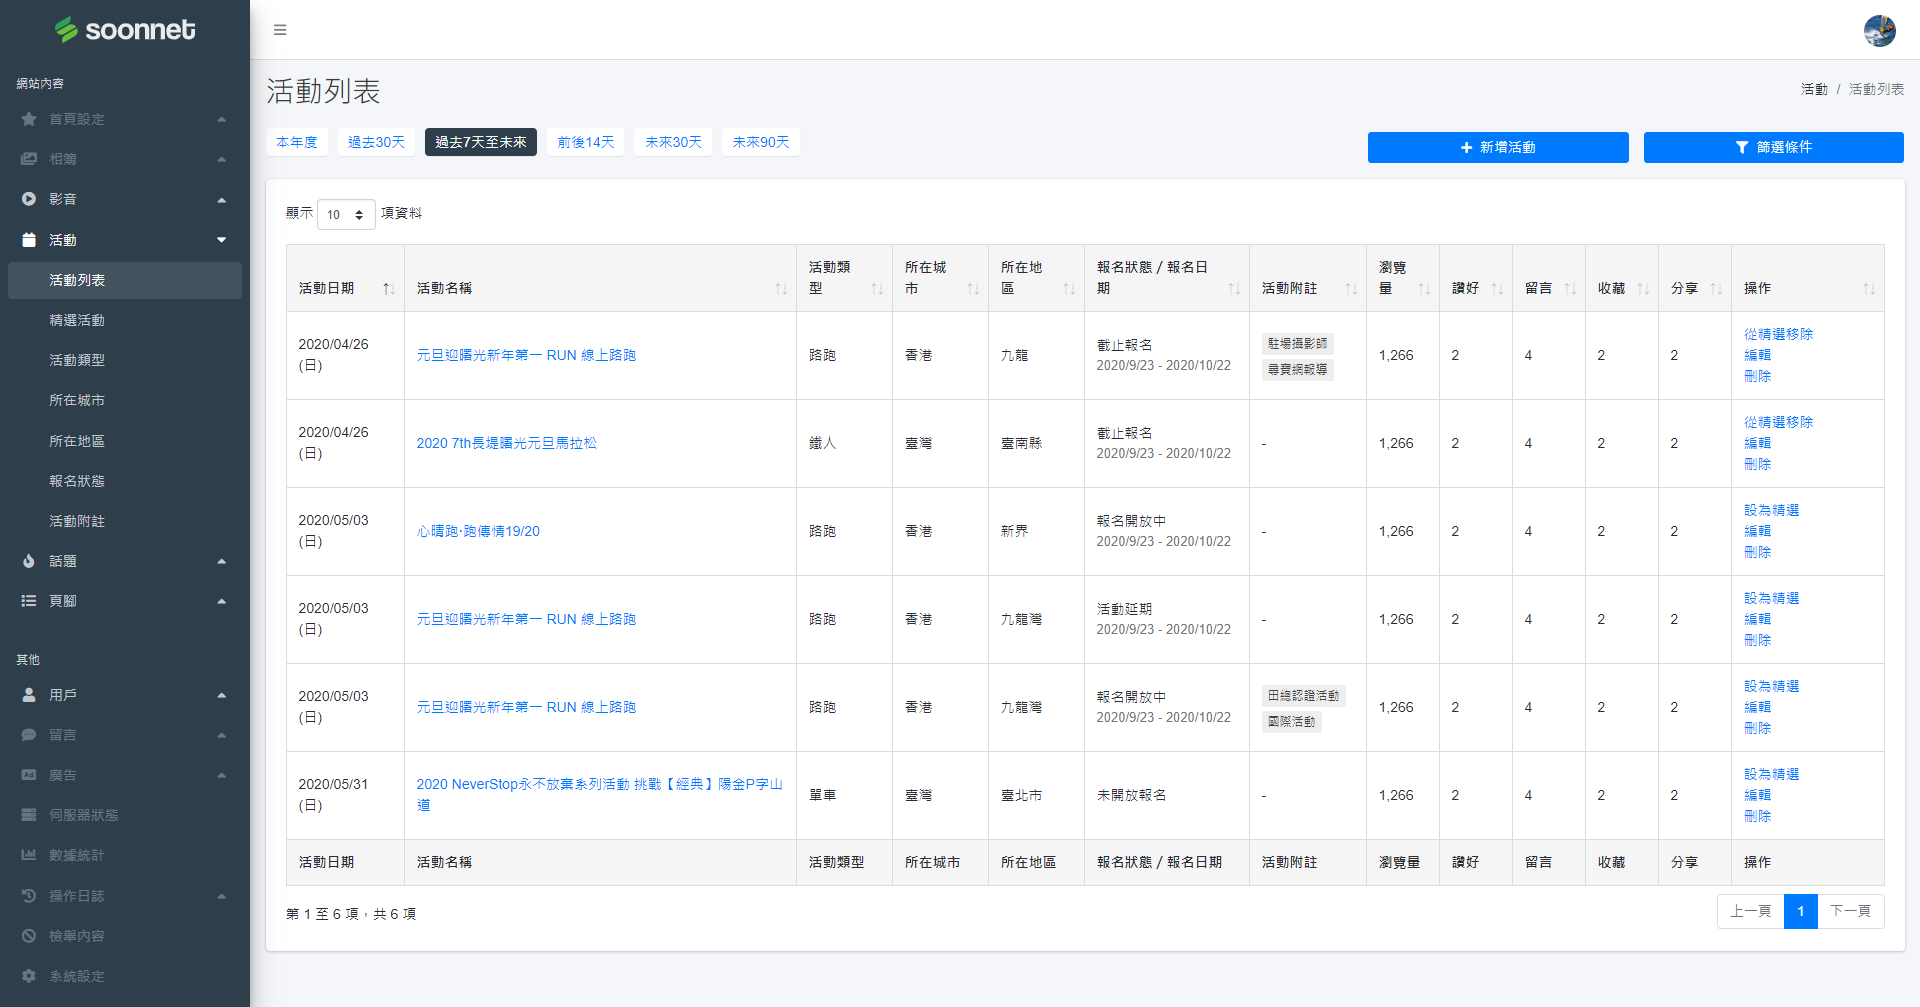 soonnet
網站內容
首頁設定
相簿
影音
活動
活動列表
精選活動
活動類型
所在城市
所在地區
報名狀態
活動附註
話題
頁腳
其他
用戶
留言
廣告
伺服器狀態
數據統計
操作日誌
檢舉內容
系統設定
活動列表
活動 / 活動列表
本年度 過去30天 過去7天至未來 前後14天 未來30天 未來90天
新增活動 篩選條件
顯示 10 項資料
活動日期 活動名稱 活動類型 所在城市 所在地區 報名狀態 / 報名日期 活動附註 瀏覽量 讚好 留言 收藏 分享 操作
2020/04/26 (日) 元旦迎曙光新年第一 RUN 線上路跑 路跑 香港 九龍 截止報名 2020/9/23 - 2020/10/22 駐場攝影師 尋寶網報導 1,266 2 4 2 2 從精選移除 編輯 刪除
2020/04/26 (日) 2020 7th長堤曙光元旦馬拉松 鐵人 臺灣 臺南縣 截止報名 2020/9/23 - 2020/10/22 - 1,266 2 4 2 2 從精選移除 編輯 刪除
2020/05/03 (日) 心晴跑‧跑傳情19/20 路跑 香港 新界 報名開放中 2020/9/23 - 2020/10/22 - 1,266 2 4 2 2 設為精選 編輯 刪除
2020/05/03 (日) 元旦迎曙光新年第一 RUN 線上路跑 路跑 香港 九龍灣 活動延期 2020/9/23 - 2020/10/22 - 1,266 2 4 2 2 設為精選 編輯 刪除
2020/05/03 (日) 元旦迎曙光新年第一 RUN 線上路跑 路跑 香港 九龍灣 報名開放中 2020/9/23 - 2020/10/22 田總認證活動 國際活動 1,266 2 4 2 2 設為精選 編輯 刪除
2020/05/31 (日) 2020 NeverStop永不放棄系列活動 挑戰【經典】陽金P字山道 單車 臺灣 臺北市 未開放報名 - 1,266 2 4 2 2 設為精選 編輯 刪除
活動日期 活動名稱 活動類型 所在城市 所在地區 報名狀態 / 報名日期 活動附註 瀏覽量 讚好 留言 收藏 分享 操作
第 1 至 6 項，共 6 項
上一頁 1 下一頁